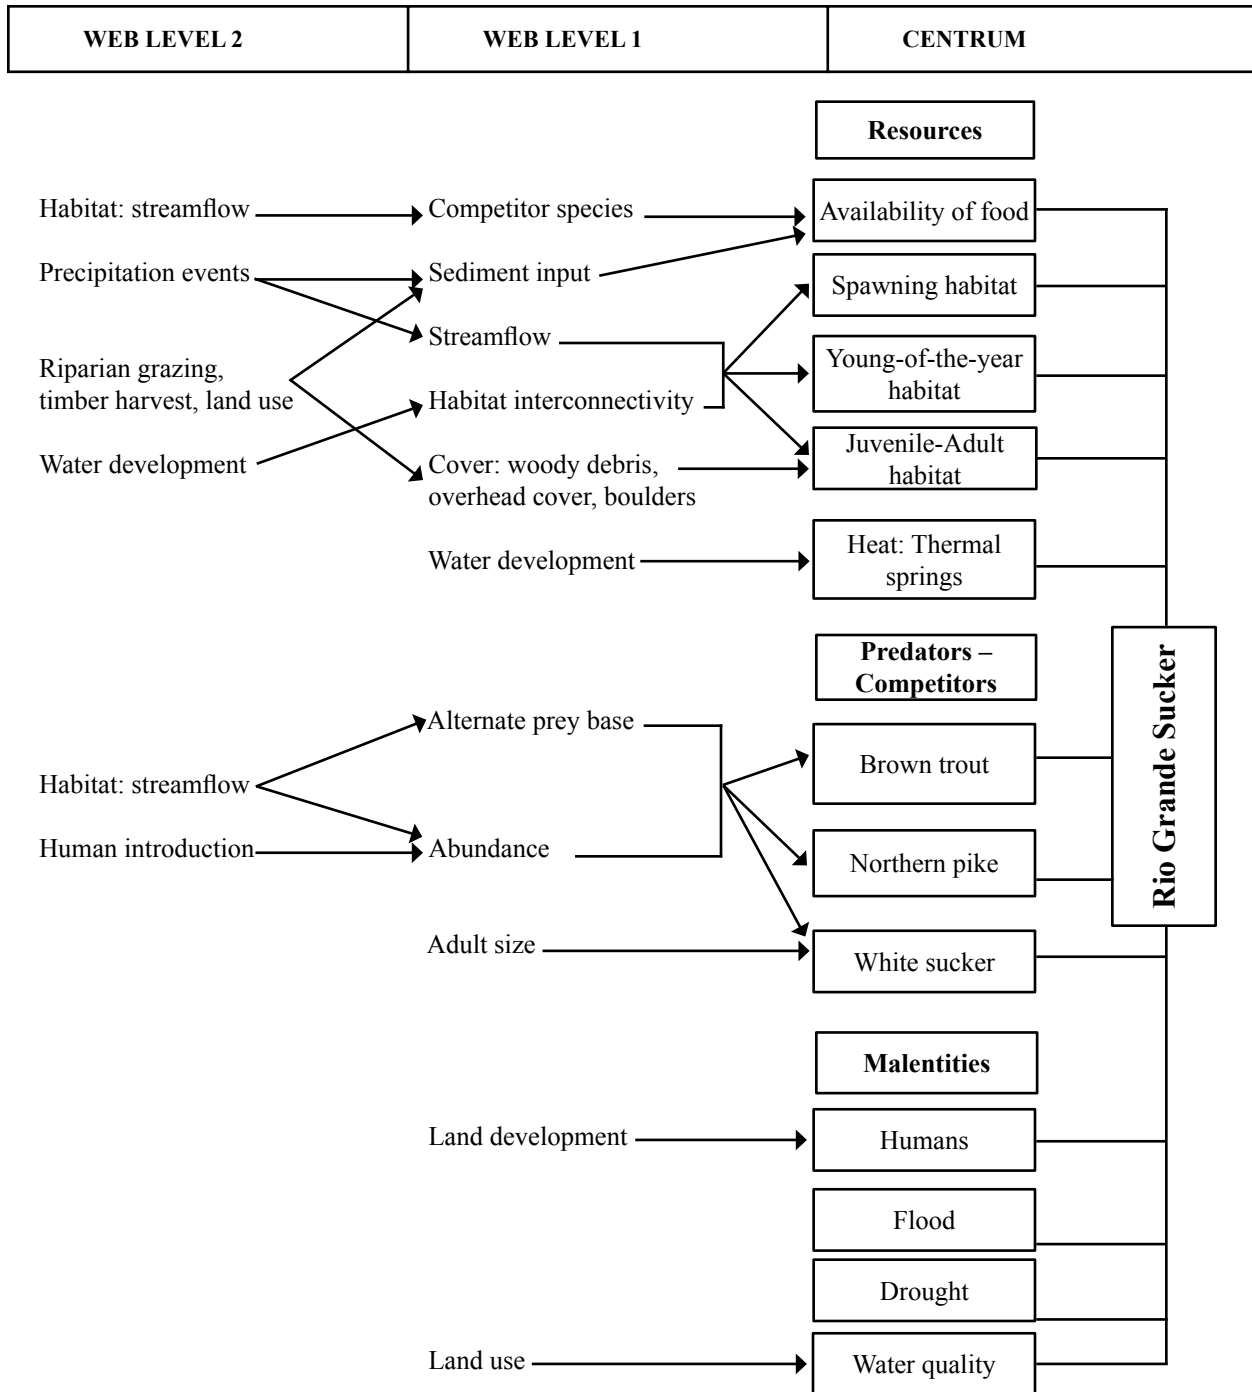 WEB LEVEL 2
WEB LEVEL 1
CENTRUM
Resources
Habitat: streamflow
Competitor species
Availability of food
Precipitation events
Sediment input
Spawning habitat
Streamflow
Riparian grazing,
timber harvest, land use
Young-of-the-year
habitat
Habitat interconnectivity
Water development
Cover: woody debris,
overhead cover, boulders
Juvenile-Adult
habitat
Water development
Heat: Thermal
springs
Predators –
Competitors
Rio Grande Sucker
Alternate prey base
Brown trout
Habitat: streamflow
Human introduction
Abundance
Northern pike
Adult size
White sucker
Malentities
Land development
Humans
Flood
Drought
Land use
Water quality